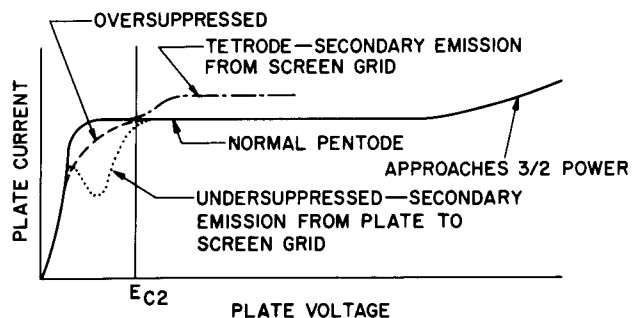 OVERSUPPRESSED
TETRODE—SECONDARY EMISSION
FROM SCREEN GRID
PLATE CURRENT
NORMAL PENTODE
APPROACHES 3/2 POWER
UNDERSUPPRESSED—SECONDARY
EMISSION FROM PLATE TO
SCREEN GRID
EC2
PLATE VOLTAGE